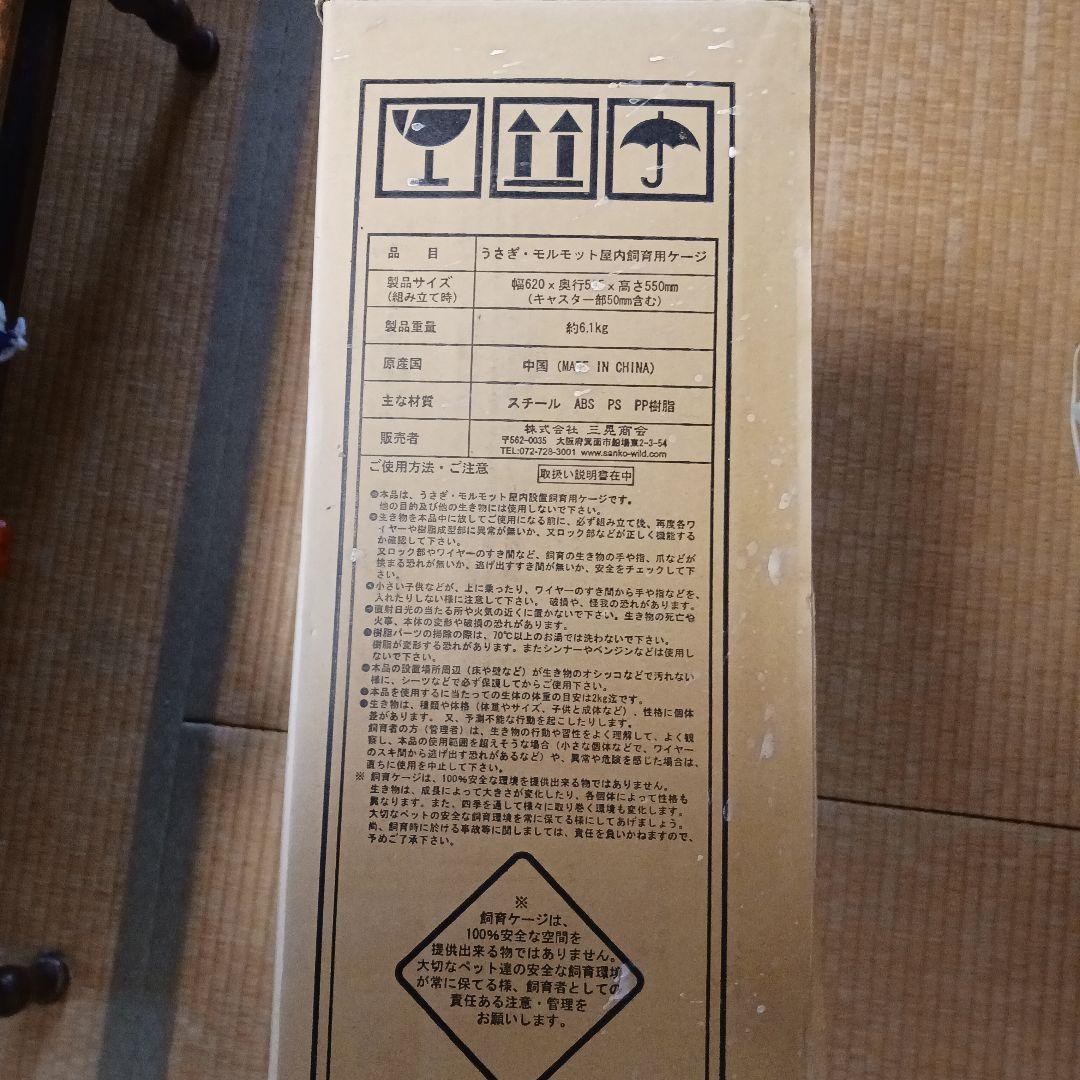 品 目 うさぎ・モルモット屋内飼育用ケージ
製品サイズ 幅620x奥行5 x高さ550mm
(組み立て時) (キャスター部50mm含む)
製品重量 約6.1kg
原産国 中国 (MADE IN CHINA)
主な材質 スチール ABS PS PP樹脂
販売者 株式会社 三晃商会
〒562-0035 大阪府箕面市船場東2-3-54
TEL:072-728-3001 www.sanko-wild.com
ご使用方法・ご注意 取扱い説明書在中
●本品は、うさぎ・モルモット屋内設置飼育用ケージです。
他の目的及び他の生き物には使用しないで下さい。
●生き物を本品中に放してご使用になる前に、必ず組み立て後、再度各ワ
イヤーや樹脂成型部に異常が無いか、又ロック部などが正しく機能する
か確認して下さい。
又ロック部やワイヤーのすき間など、飼育の生き物の手や指、爪などが
挟まる恐れが無いか、逃げ出すすき間が無いか、安全をチェックして下
さい。
●小さい子供などが、上に乗ったり、ワイヤーのすき間から手や指などを、
入れたりしない様に注意して下さい。 破損や、怪我の恐れがあります。
●直射日光の当たる所や火気の近くに置かないで下さい。生き物の死亡や
火事、本体の変形や破損の恐れがあります。
●樹脂パーツの掃除の際は、70℃以上のお湯では洗わないで下さい。
樹脂が変形する恐れがあります。またシンナーやベンジンなどは使用し
ないで下さい。
●本品の設置場所周辺（床や壁など）が生き物のオシッコなどで汚れない
様に、シーツなどで必ず保護してからご使用下さい。
●本品を使用するに当たっての生体の体重の目安は2kg迄です。
●生き物は、種類や体格（体重やサイズ、子供と成体など）、性格に個体
差があります。 又、予測不能な行動を起こしたりします。
飼育者の方（管理者）は、生き物の行動や習性をよく理解して、よく観
察し、本品の使用範囲を超えそうな場合（小さな個体などで、ワイヤー
のスキ間から逃げ出す恐れがあるなど）や、異常や危険を感じた場合は、
直ちに使用を中止して下さい。
※ 飼育ケージは、100%安全な環境を提供出来る物ではありません。
生き物は、成長によって大きさが変化したり、各個体によって性格も
異なります。また、四季を通して様々に取り巻く環境も変化します。
大切なペットの安全な飼育環境を常に保てる様にしてあげましょう。
尚、飼育時に於ける事故等に関しましては、責任を負いかねますので、
予めご了承下さい。
※
飼育ケージは、
100%安全な空間を
提供出来る物ではありません。
大切なペット達の安全な飼育環境
が常に保てる様、飼育者としての
責任ある注意・管理を
お願いします。